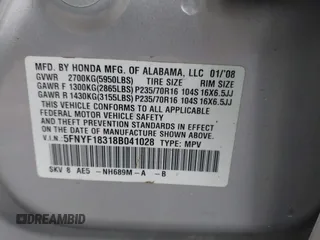 MFD. BY HONDA MFG. OF ALABAMA, LLC 01/'08
GVWR 2700KG(5950LBS) TIRE SIZE RIM SIZE
GAWR F 1300KG(2865LBS)P235/70R16 104S 16X6.5JJ
GAWR R 1430KG(3155LBS)P235/70R16 104S 16X6.5JJ
THIS VEHICLE CONFORMS TO ALL APPLICABLE
FEDERAL MOTOR VEHICLE SAFETY STANDARDS
IN EFFECT ON THE DATE OF MANUFACTURE SHOWN
ABOVE.
V.I.N. 5FNYF18318B041028 TYPE: MPV
SKV 8 AE5 -NH689M-A -B
DREAMBID